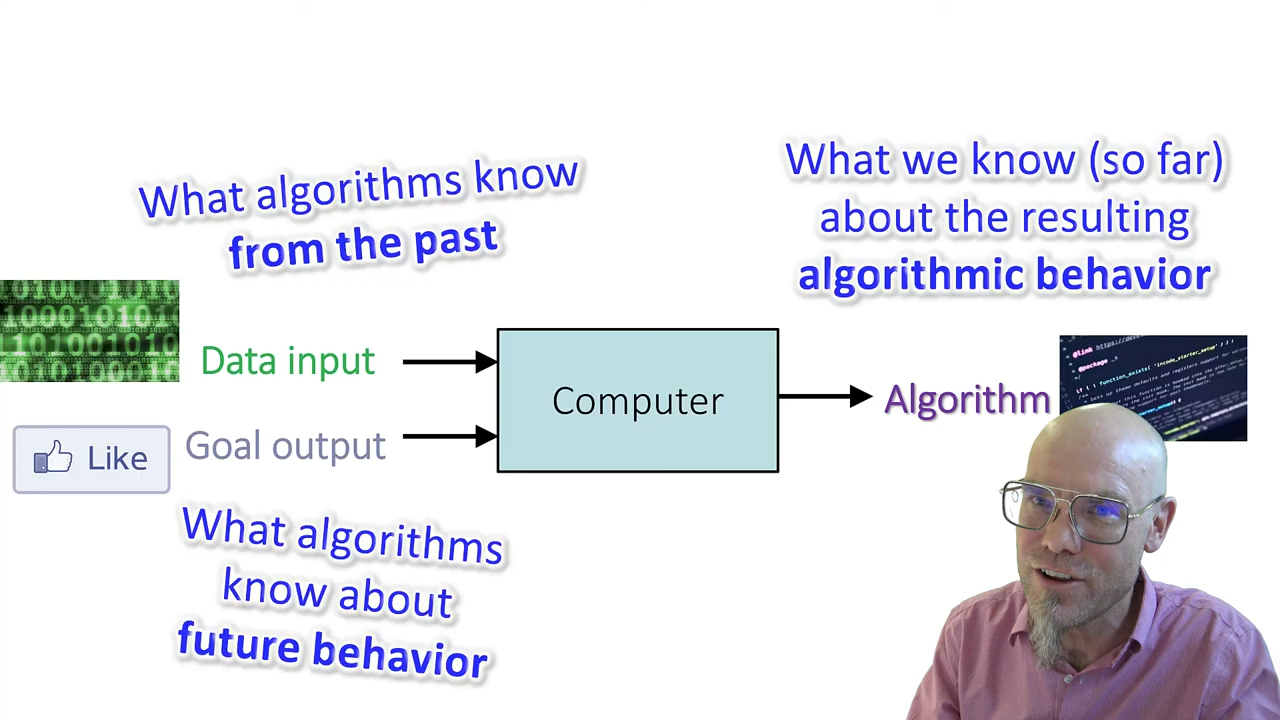 What algorithms know
from the past
What we know (so far)
about the resulting
algorithmic behavior
Data input
Computer
Algorithm
Goal output
Like
What algorithms
know about
future behavior